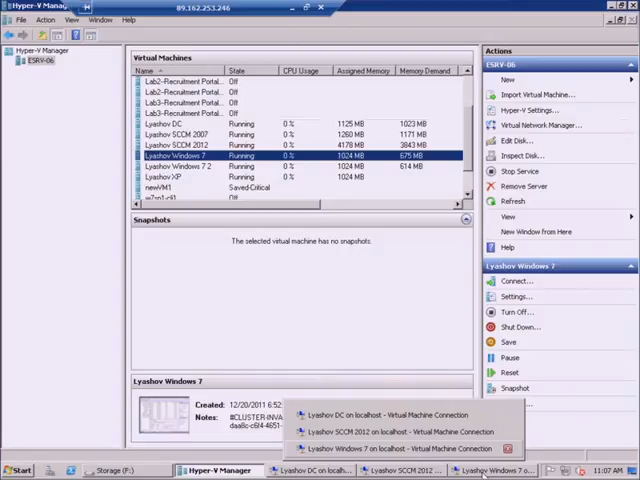 Hyper-V Manager
89.162.253.246
File Action View Window Help
Hyper-V Manager
ESRV-06
Virtual Machines
Name State CPU Usage Assigned Memory Memory Demand
Lab2-Recruitment Portal... Off
Lab2-Recruitment Portal... Off
Lab3-Recruitment Portal... Off
Lab3-Recruitment Portal... Off
Lyashov DC Running 0 % 1125 MB 1023 MB
Lyashov SCCM 2007 Running 0 % 1260 MB 1171 MB
Lyashov SCCM 2012 Running 0 % 4178 MB 3843 MB
Lyashov Windows 7 Running 0 % 1024 MB 675 MB
Lyashov Windows 7 2 Running 0 % 1024 MB 614 MB
Lyashov XP Running 0 % 1024 MB
newVM1 Saved-Critical
w7sp1-cli1 Off
Snapshots
The selected virtual machine has no snapshots.
Lyashov Windows 7
Created: 12/20/2011 6:52
Notes: #CLUSTER-INVA
daa8c-c6f4-4651-
Actions
ESRV-06
New
Import Virtual Machine...
Hyper-V Settings...
Virtual Network Manager...
Edit Disk...
Inspect Disk...
Stop Service
Remove Server
Refresh
View
New Window from Here
Help
Lyashov Windows 7
Connect...
Settings...
Turn Off...
Shut Down...
Save
Pause
Reset
Snapshot
Lyashov DC on localhost - Virtual Machine Connection
Lyashov SCCM 2012 on localhost - Virtual Machine Connection
Lyashov Windows 7 on localhost - Virtual Machine Connection
Start Storage (F:) Hyper-V Manager Lyashov DC on localh... Lyashov SCCM 2012 ... Lyashov Windows 7 o... 11:07 AM